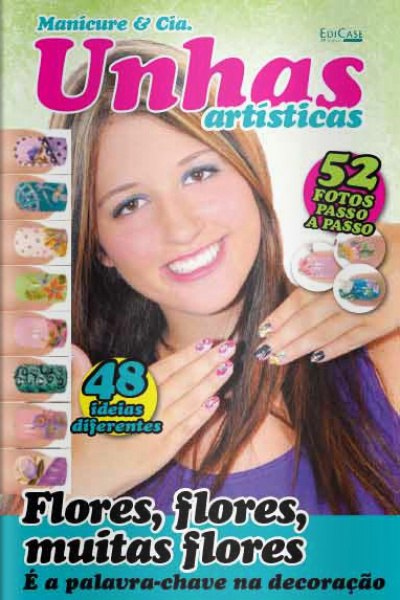 Manicure & Cia.
EDICASE
Unhas
artísticas
52
FOTOS
PASSO
A PASSO
48
ideias
diferentes
Flores, flores,
muitas flores
É a palavra-chave na decoração